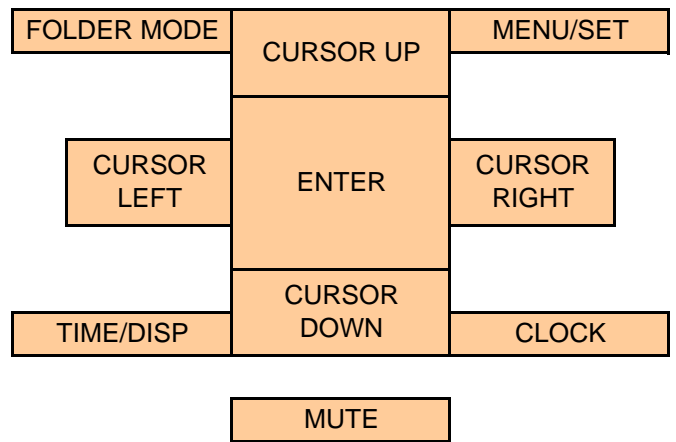 FOLDER MODE
CURSOR UP
MENU/SET
CURSOR
LEFT
ENTER
CURSOR
RIGHT
TIME/DISP
CURSOR
DOWN
CLOCK
MUTE